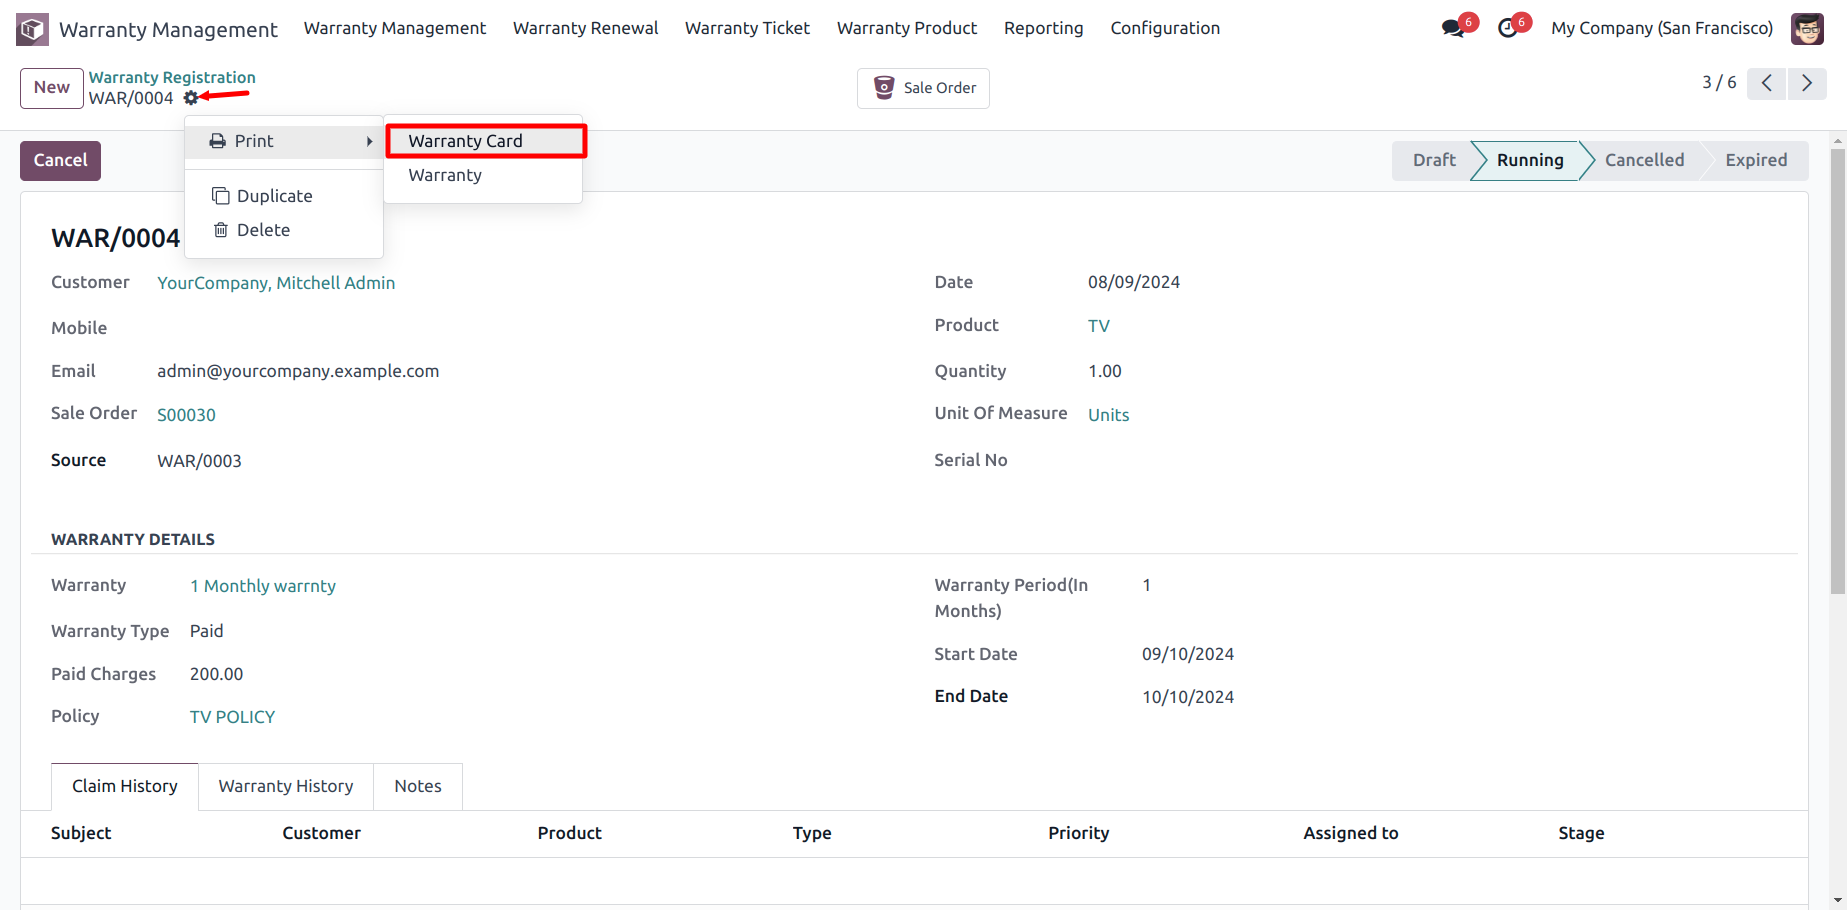 Warranty Management Warranty Management Warranty Renewal Warranty Ticket Warranty Product Reporting Configuration 6 6 My Company (San Francisco)
New Warranty Registration
WAR/0004
Sale Order
3 / 6
Print
Warranty Card
Warranty
Duplicate
Delete
Cancel
Draft Running Cancelled Expired
WAR/0004
Customer YourCompany, Mitchell Admin
Mobile
Email admin@yourcompany.example.com
Sale Order S00030
Source WAR/0003
Date 08/09/2024
Product TV
Quantity 1.00
Unit Of Measure Units
Serial No
WARRANTY DETAILS
Warranty 1 Monthly warrnty
Warranty Type Paid
Paid Charges 200.00
Policy TV POLICY
Warranty Period(In 1
Months)
Start Date 09/10/2024
End Date 10/10/2024
Claim History Warranty History Notes
Subject Customer Product Type Priority Assigned to Stage